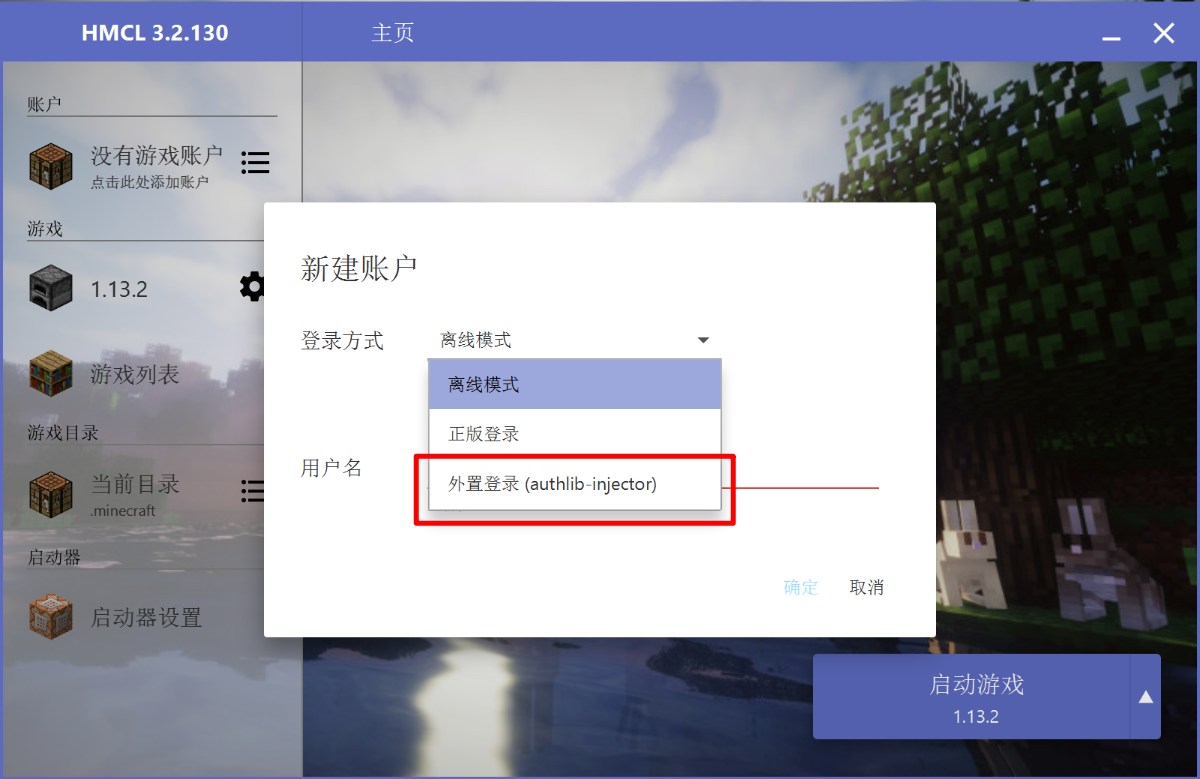 HMCL 3.2.130
主页
账户
没有游戏账户
点击此处添加账户
游戏
1.13.2
游戏列表
游戏目录
当前目录
.minecraft
启动器
启动器设置
新建账户
登录方式
离线模式
离线模式
正版登录
外置登录 (authlib-injector)
用户名
确定
取消
启动游戏
1.13.2